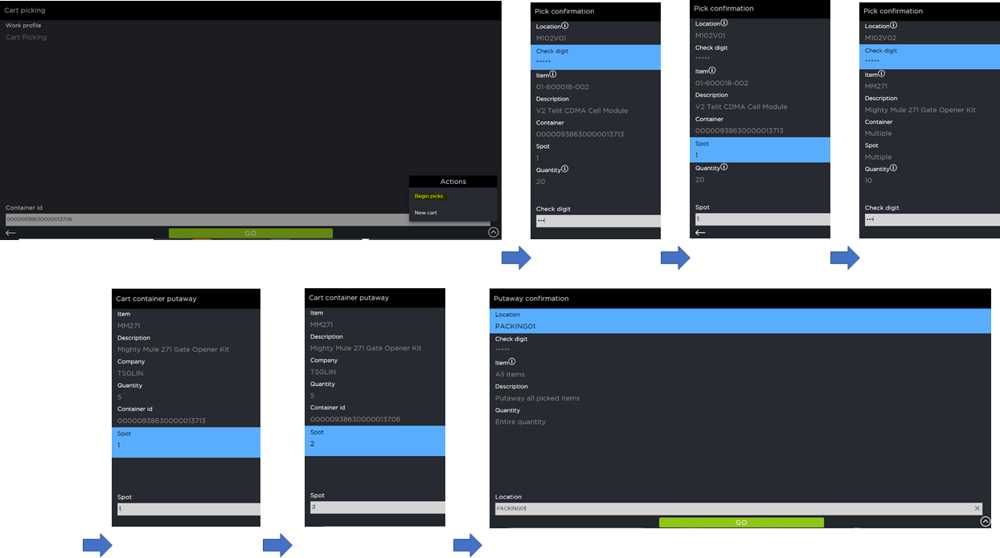 Cart picking
Work profile
Cart Picking
Actions
Begin picks
New cart
Container id
00000938630000013706
GO
Pick confirmation
Location
M102V01
Check digit
*****
Item
01-600018-002
Description
V2 Telit CDMA Cell Module
Container
00000938630000013713
Spot
1
Quantity
20
Check digit
•••
Pick confirmation
Location
M102V01
Check digit
*****
Item
01-600018-002
Description
V2 Telit CDMA Cell Module
Container
00000938630000013713
Spot
1
Quantity
20
Spot
1
Pick confirmation
Location
M102V02
Check digit
*****
Item
MM271
Description
Mighty Mule 271 Gate Opener Kit
Container
Multiple
Spot
Multiple
Quantity
10
Check digit
•••
Cart container putaway
Item
MM271
Description
Mighty Mule 271 Gate Opener Kit
Company
TSGLIN
Quantity
5
Container id
00000938630000013713
Spot
1
Spot
1
Cart container putaway
Item
MM271
Description
Mighty Mule 271 Gate Opener Kit
Company
TSGLIN
Quantity
5
Container id
00000938630000013706
Spot
2
Spot
2
Putaway confirmation
Location
PACKING01
Check digit
*****
Item
All items
Description
Putaway all picked items
Quantity
Entire quantity
Location
PACKING01
GO